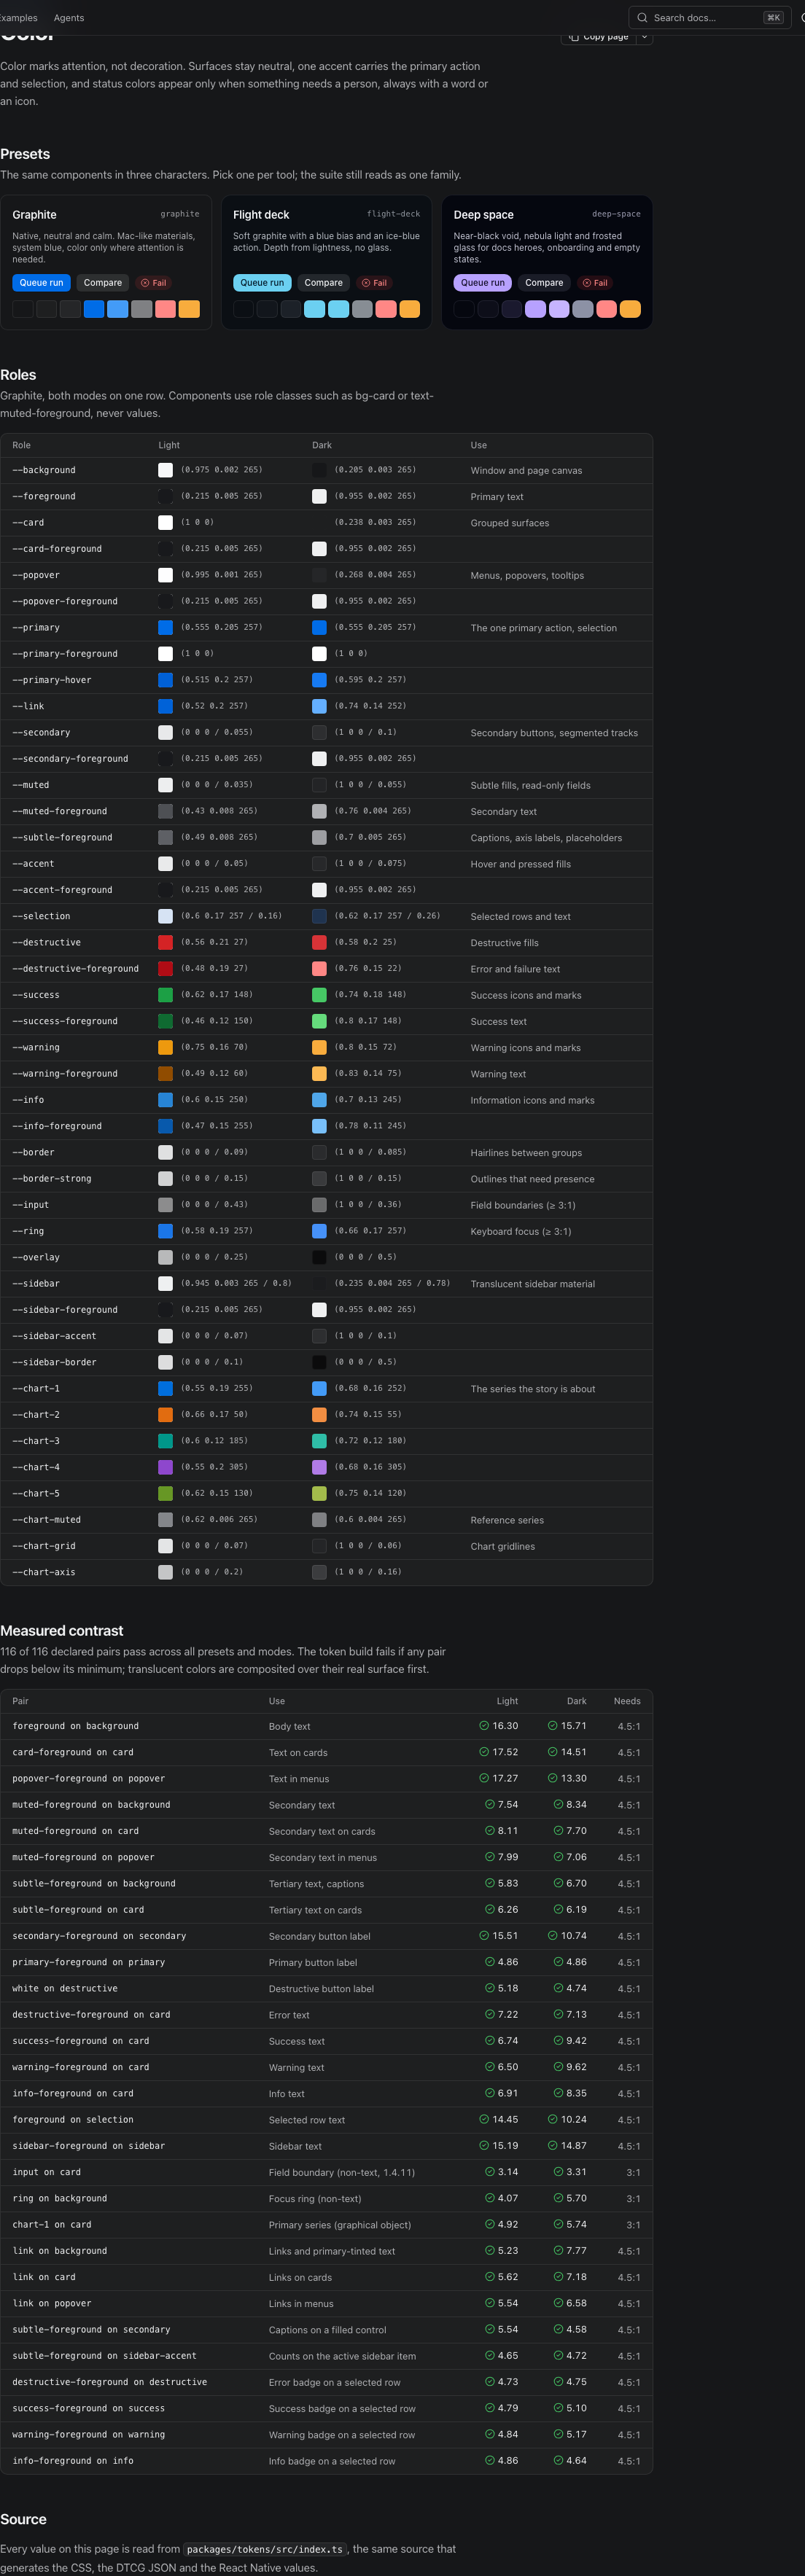 Examples Agents Search docs... ⌘K
Color Copy page
Color marks attention, not decoration. Surfaces stay neutral, one accent carries the primary action
and selection, and status colors appear only when something needs a person, always with a word or
an icon.
Presets
The same components in three characters. Pick one per tool; the suite still reads as one family.
Graphite graphite
Native, neutral and calm. Mac-like materials,
system blue, color only where attention is
needed.
Queue run Compare Fail
Flight deck flight-deck
Soft graphite with a blue bias and an ice-blue
action. Depth from lightness, no glass.
Queue run Compare Fail
Deep space deep-space
Near-black void, nebula light and frosted
glass for docs heroes, onboarding and empty
states.
Queue run Compare Fail
Roles
Graphite, both modes on one row. Components use role classes such as bg-card or text-
muted-foreground, never values.
Role Light Dark Use
--background (0.975 0.002 265) (0.205 0.003 265) Window and page canvas
--foreground (0.215 0.005 265) (0.955 0.002 265) Primary text
--card (1 0 0) (0.238 0.003 265) Grouped surfaces
--card-foreground (0.215 0.005 265) (0.955 0.002 265)
--popover (0.995 0.001 265) (0.268 0.004 265) Menus, popovers, tooltips
--popover-foreground (0.215 0.005 265) (0.955 0.002 265)
--primary (0.555 0.205 257) (0.555 0.205 257) The one primary action, selection
--primary-foreground (1 0 0) (1 0 0)
--primary-hover (0.515 0.2 257) (0.595 0.2 257)
--link (0.52 0.2 257) (0.74 0.14 252)
--secondary (0 0 0 / 0.055) (1 0 0 / 0.1) Secondary buttons, segmented tracks
--secondary-foreground (0.215 0.005 265) (0.955 0.002 265)
--muted (0 0 0 / 0.035) (1 0 0 / 0.055) Subtle fills, read-only fields
--muted-foreground (0.43 0.008 265) (0.76 0.004 265) Secondary text
--subtle-foreground (0.49 0.008 265) (0.7 0.005 265) Captions, axis labels, placeholders
--accent (0 0 0 / 0.05) (1 0 0 / 0.075) Hover and pressed fills
--accent-foreground (0.215 0.005 265) (0.955 0.002 265)
--selection (0.6 0.17 257 / 0.16) (0.62 0.17 257 / 0.26) Selected rows and text
--destructive (0.56 0.21 27) (0.58 0.2 25) Destructive fills
--destructive-foreground (0.48 0.19 27) (0.76 0.15 22) Error and failure text
--success (0.62 0.17 148) (0.74 0.18 148) Success icons and marks
--success-foreground (0.46 0.12 150) (0.8 0.17 148) Success text
--warning (0.75 0.16 70) (0.8 0.15 72) Warning icons and marks
--warning-foreground (0.49 0.12 60) (0.83 0.14 75) Warning text
--info (0.6 0.15 250) (0.7 0.13 245) Information icons and marks
--info-foreground (0.47 0.15 255) (0.78 0.11 245)
--border (0 0 0 / 0.09) (1 0 0 / 0.085) Hairlines between groups
--border-strong (0 0 0 / 0.15) (1 0 0 / 0.15) Outlines that need presence
--input (0 0 0 / 0.43) (1 0 0 / 0.36) Field boundaries (≥ 3:1)
--ring (0.58 0.19 257) (0.66 0.17 257) Keyboard focus (≥ 3:1)
--overlay (0 0 0 / 0.25) (0 0 0 / 0.5)
--sidebar (0.945 0.003 265 / 0.8) (0.235 0.004 265 / 0.78) Translucent sidebar material
--sidebar-foreground (0.215 0.005 265) (0.955 0.002 265)
--sidebar-accent (0 0 0 / 0.07) (1 0 0 / 0.1)
--sidebar-border (0 0 0 / 0.1) (0 0 0 / 0.5)
--chart-1 (0.55 0.19 255) (0.68 0.16 252) The series the story is about
--chart-2 (0.66 0.17 50) (0.74 0.15 55)
--chart-3 (0.6 0.12 185) (0.72 0.12 180)
--chart-4 (0.55 0.2 305) (0.68 0.16 305)
--chart-5 (0.62 0.15 130) (0.75 0.14 120)
--chart-muted (0.62 0.006 265) (0.6 0.004 265) Reference series
--chart-grid (0 0 0 / 0.07) (1 0 0 / 0.06) Chart gridlines
--chart-axis (0 0 0 / 0.2) (1 0 0 / 0.16)
Measured contrast
116 of 116 declared pairs pass across all presets and modes. The token build fails if any pair
drops below its minimum; translucent colors are composited over their real surface first.
Pair Use Light Dark Needs
foreground on background Body text 16.30 15.71 4.5:1
card-foreground on card Text on cards 17.52 14.51 4.5:1
popover-foreground on popover Text in menus 17.27 13.30 4.5:1
muted-foreground on background Secondary text 7.54 8.34 4.5:1
muted-foreground on card Secondary text on cards 8.11 7.70 4.5:1
muted-foreground on popover Secondary text in menus 7.99 7.06 4.5:1
subtle-foreground on background Tertiary text, captions 5.83 6.70 4.5:1
subtle-foreground on card Tertiary text on cards 6.26 6.19 4.5:1
secondary-foreground on secondary Secondary button label 15.51 10.74 4.5:1
primary-foreground on primary Primary button label 4.86 4.86 4.5:1
white on destructive Destructive button label 5.18 4.74 4.5:1
destructive-foreground on card Error text 7.22 7.13 4.5:1
success-foreground on card Success text 6.74 9.42 4.5:1
warning-foreground on card Warning text 6.50 9.62 4.5:1
info-foreground on card Info text 6.91 8.35 4.5:1
foreground on selection Selected row text 14.45 10.24 4.5:1
sidebar-foreground on sidebar Sidebar text 15.19 14.87 4.5:1
input on card Field boundary (non-text, 1.4.11) 3.14 3.31 3:1
ring on background Focus ring (non-text) 4.07 5.70 3:1
chart-1 on card Primary series (graphical object) 4.92 5.74 3:1
link on background Links and primary-tinted text 5.23 7.77 4.5:1
link on card Links on cards 5.62 7.18 4.5:1
link on popover Links in menus 5.54 6.58 4.5:1
subtle-foreground on secondary Captions on a filled control 5.54 4.58 4.5:1
subtle-foreground on sidebar-accent Counts on the active sidebar item 4.65 4.72 4.5:1
destructive-foreground on destructive Error badge on a selected row 4.73 4.75 4.5:1
success-foreground on success Success badge on a selected row 4.79 5.10 4.5:1
warning-foreground on warning Warning badge on a selected row 4.84 5.17 4.5:1
info-foreground on info Info badge on a selected row 4.86 4.64 4.5:1
Source
Every value on this page is read from packages/tokens/src/index.ts, the same source that
generates the CSS, the DTCG JSON and the React Native values.